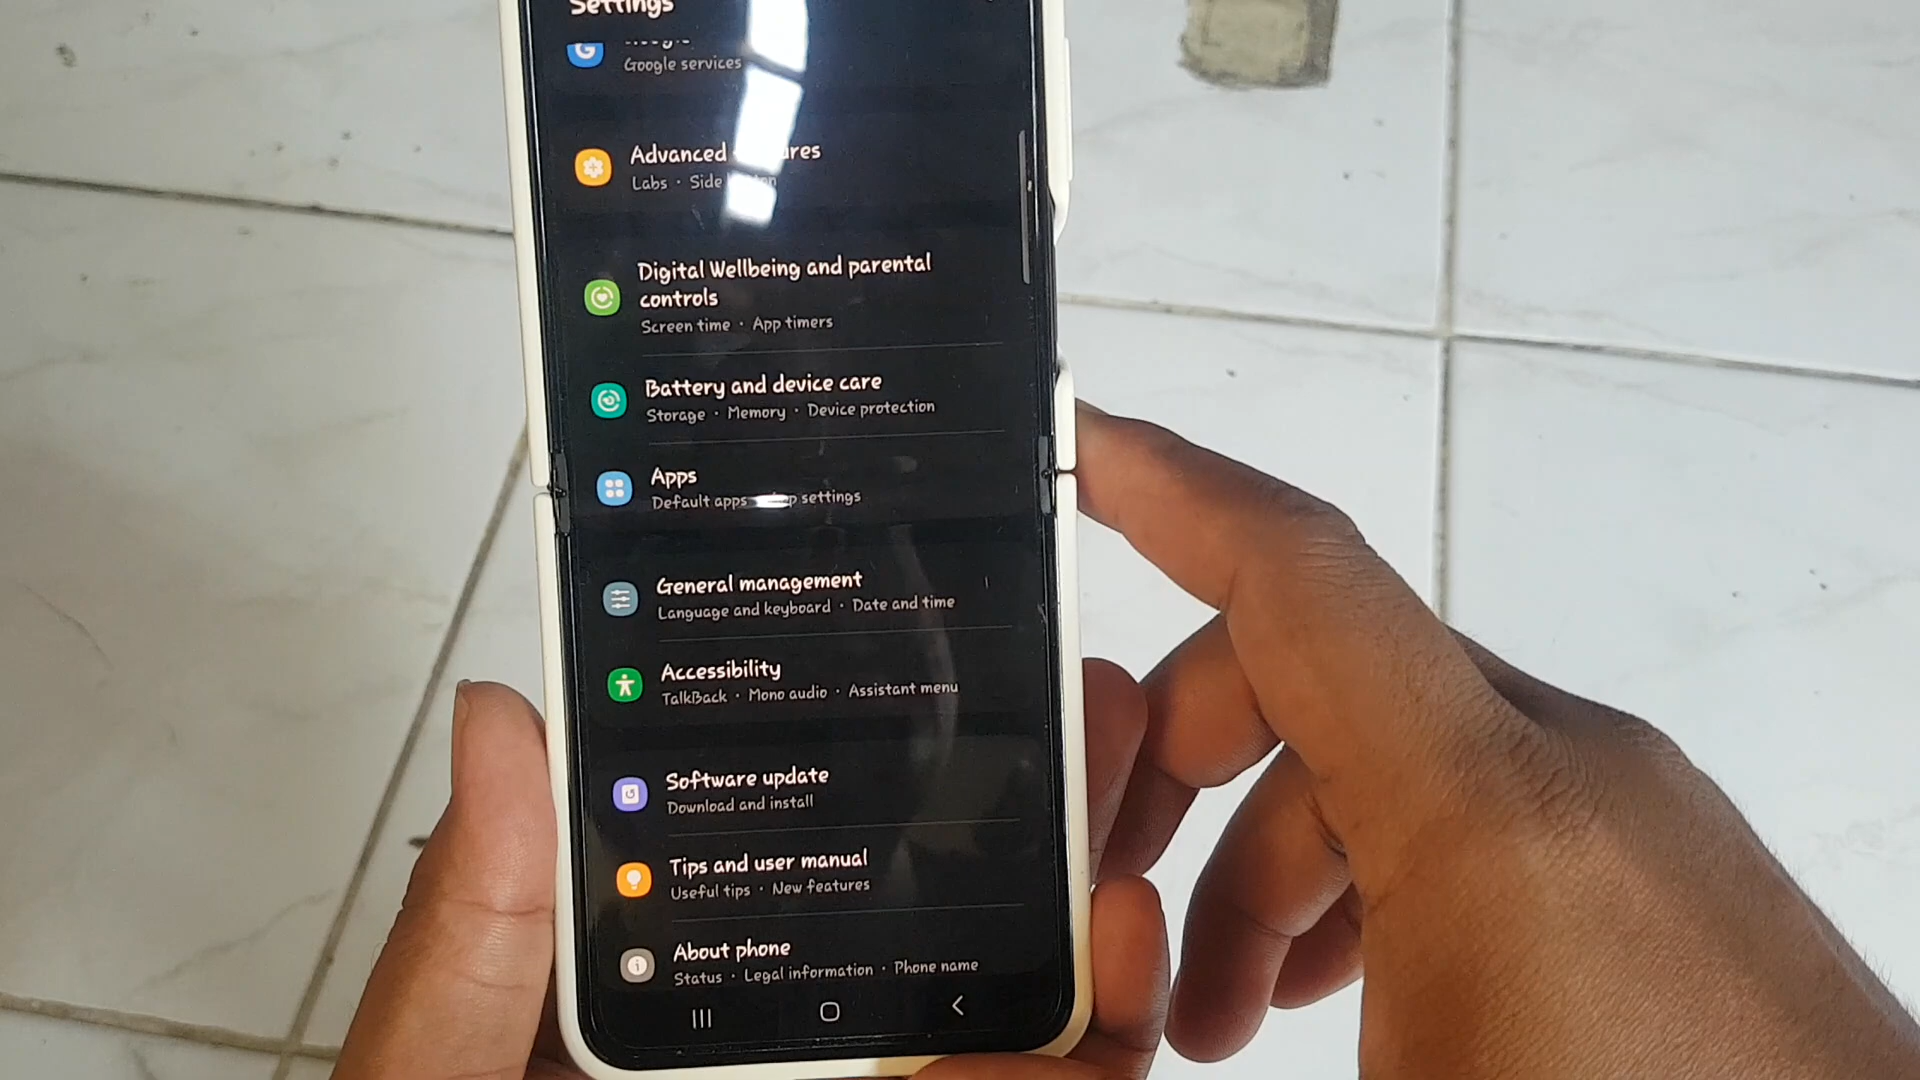 Settings
Google services
Advanced
Labs · Side
Digital Wellbeing and parental
controls
Screen time · App timers
Battery and device care
Storage · Memory · Device protection
Apps
Default apps settings
General management
Language and keyboard · Date and time
Accessibility
TalkBack · Mono audio · Assistant menu
Software update
Download and install
Tips and user manual
Useful tips · New features
About phone
Status · Legal information · Phone name